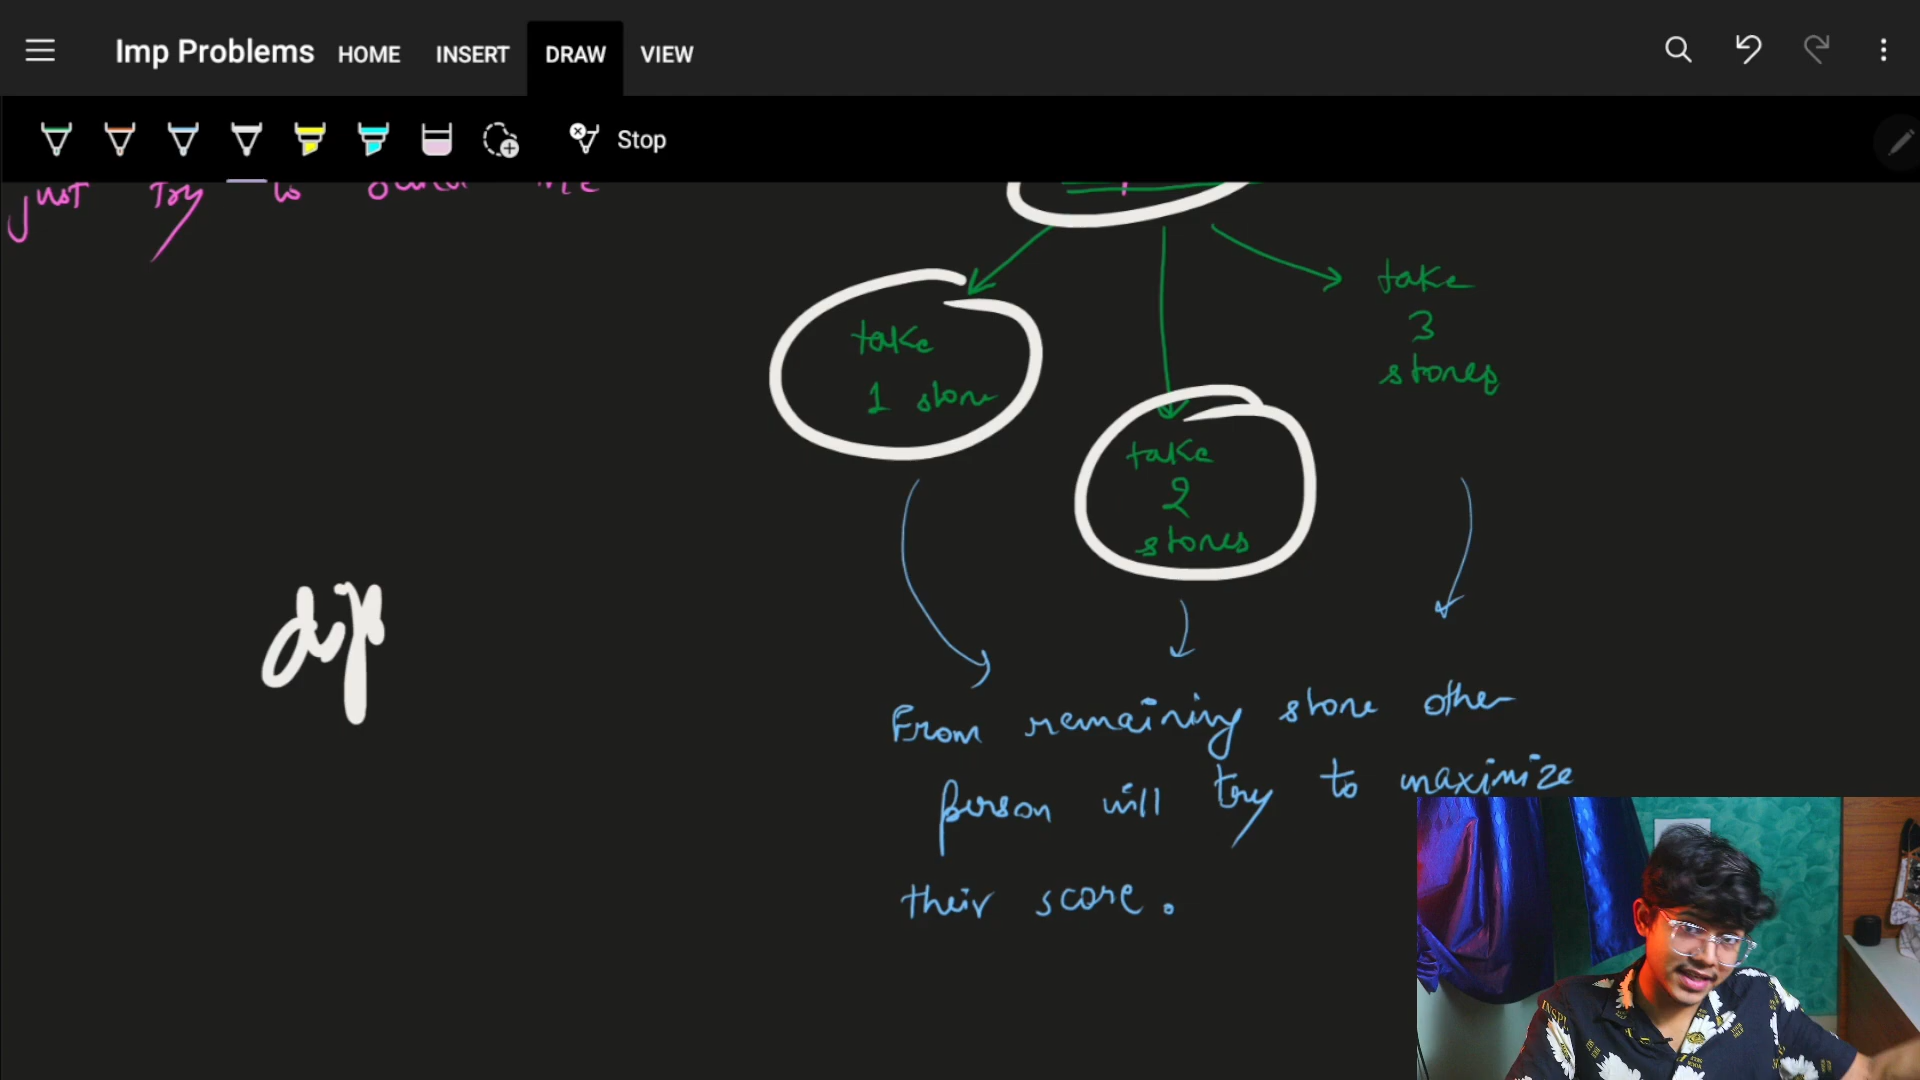 Imp Problems HOME INSERT DRAW VIEW
Stop
just try to
take
1 stone
take
2
stones
take
3
stones
From remaining stone other
person will try to maximize
their score.